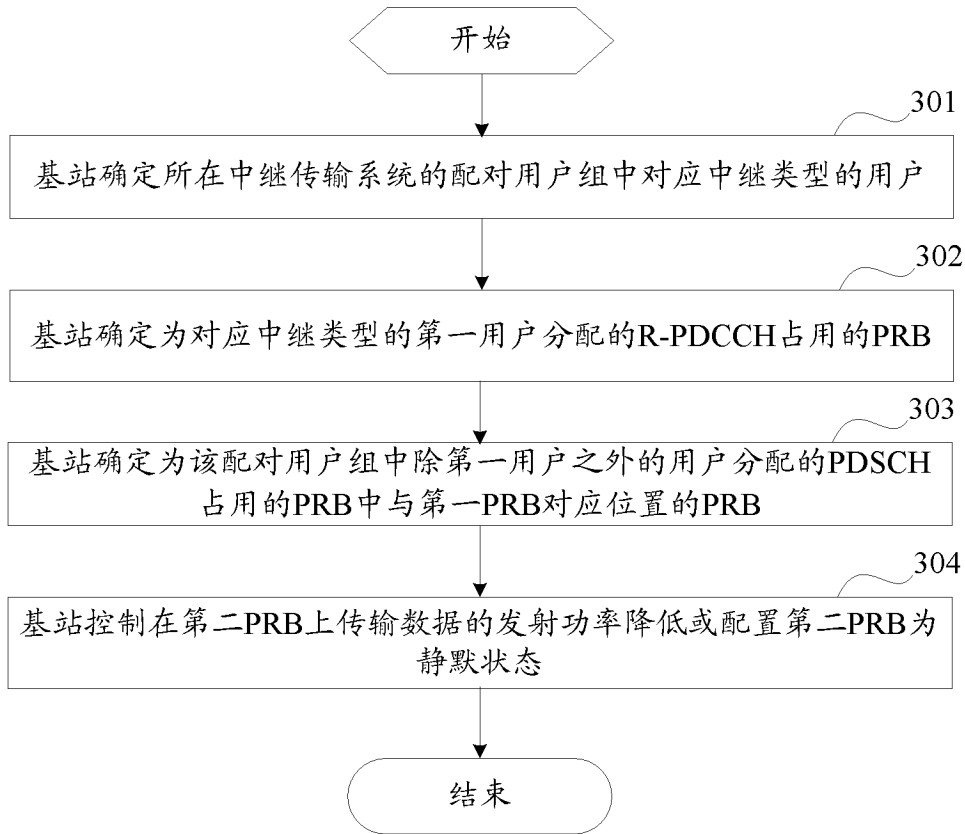 开始
301
基站确定所在中继传输系统的配对用户组中对应中继类型的用户
302
基站确定为对应中继类型的第一用户分配的R-PDCCH占用的PRB
303
基站确定为该配对用户组中除第一用户之外的用户分配的PDSCH
占用的PRB中与第一PRB对应位置的PRB
304
基站控制在第二PRB上传输数据的发射功率降低或配置第二PRB为
静默状态
结束